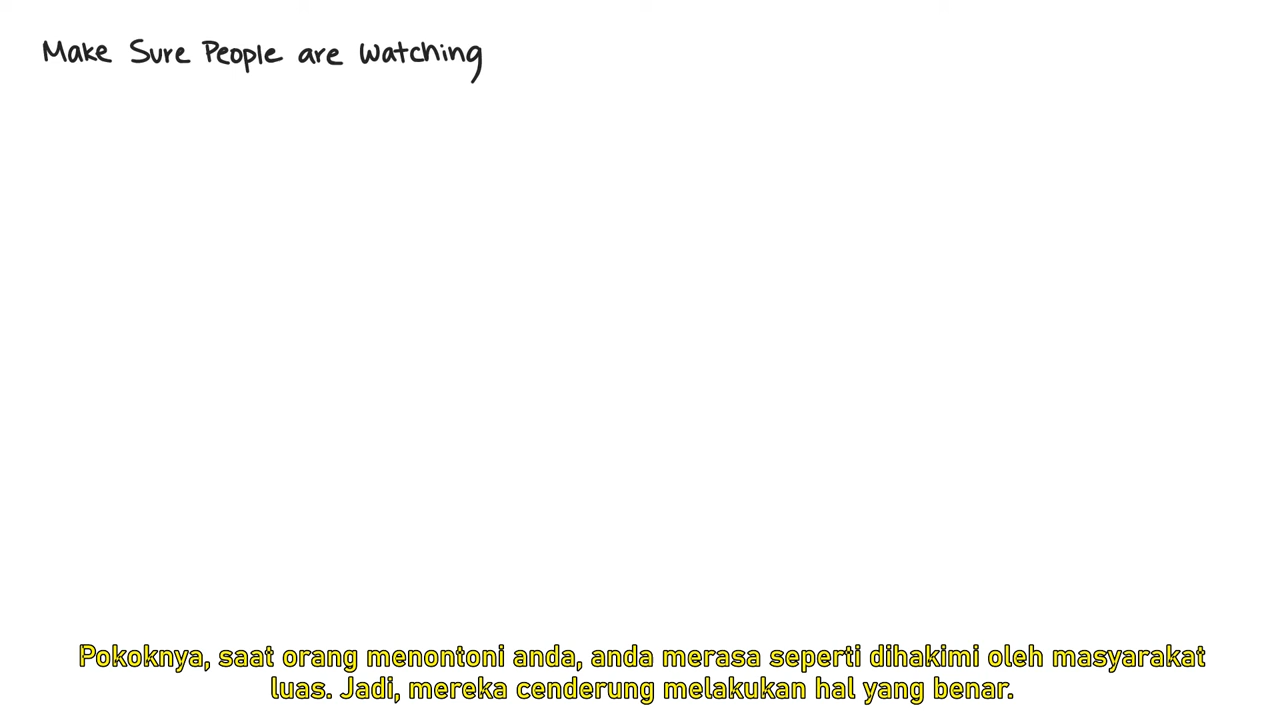 Make Sure People are Watching
Pokoknya, saat orang menontoni anda, anda merasa seperti dihakimi oleh masyarakat
luas. Jadi, mereka cenderung melakukan hal yang benar.